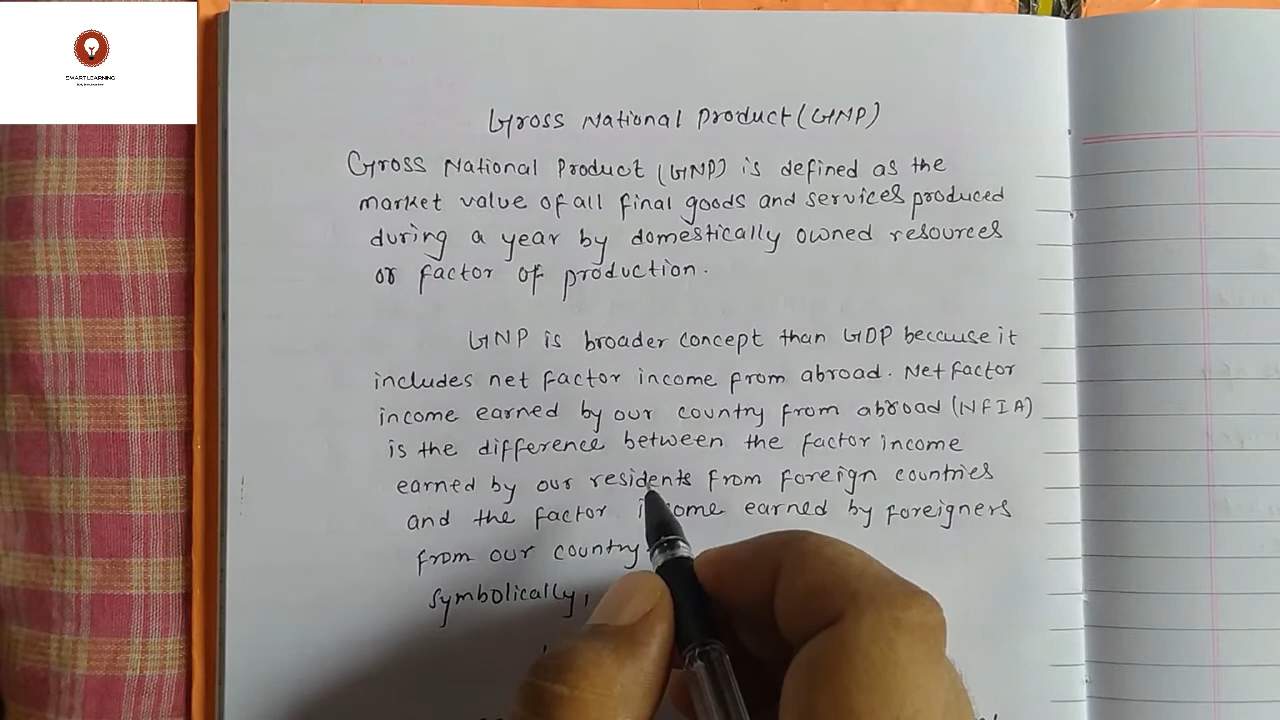 SMART LEARNING
Gross National Product (GNP)
Gross National Product (GNP) is defined as the
market value of all final goods and services produced
during a year by domestically owned resources
or factor of production.
GNP is broader concept than GDP because it
includes net factor income from abroad. Net factor
income earned by our country from abroad (NFIA)
is the difference between the factor income
earned by our residents from foreign countries
and the factor income earned by foreigners
from our country
symbolically,